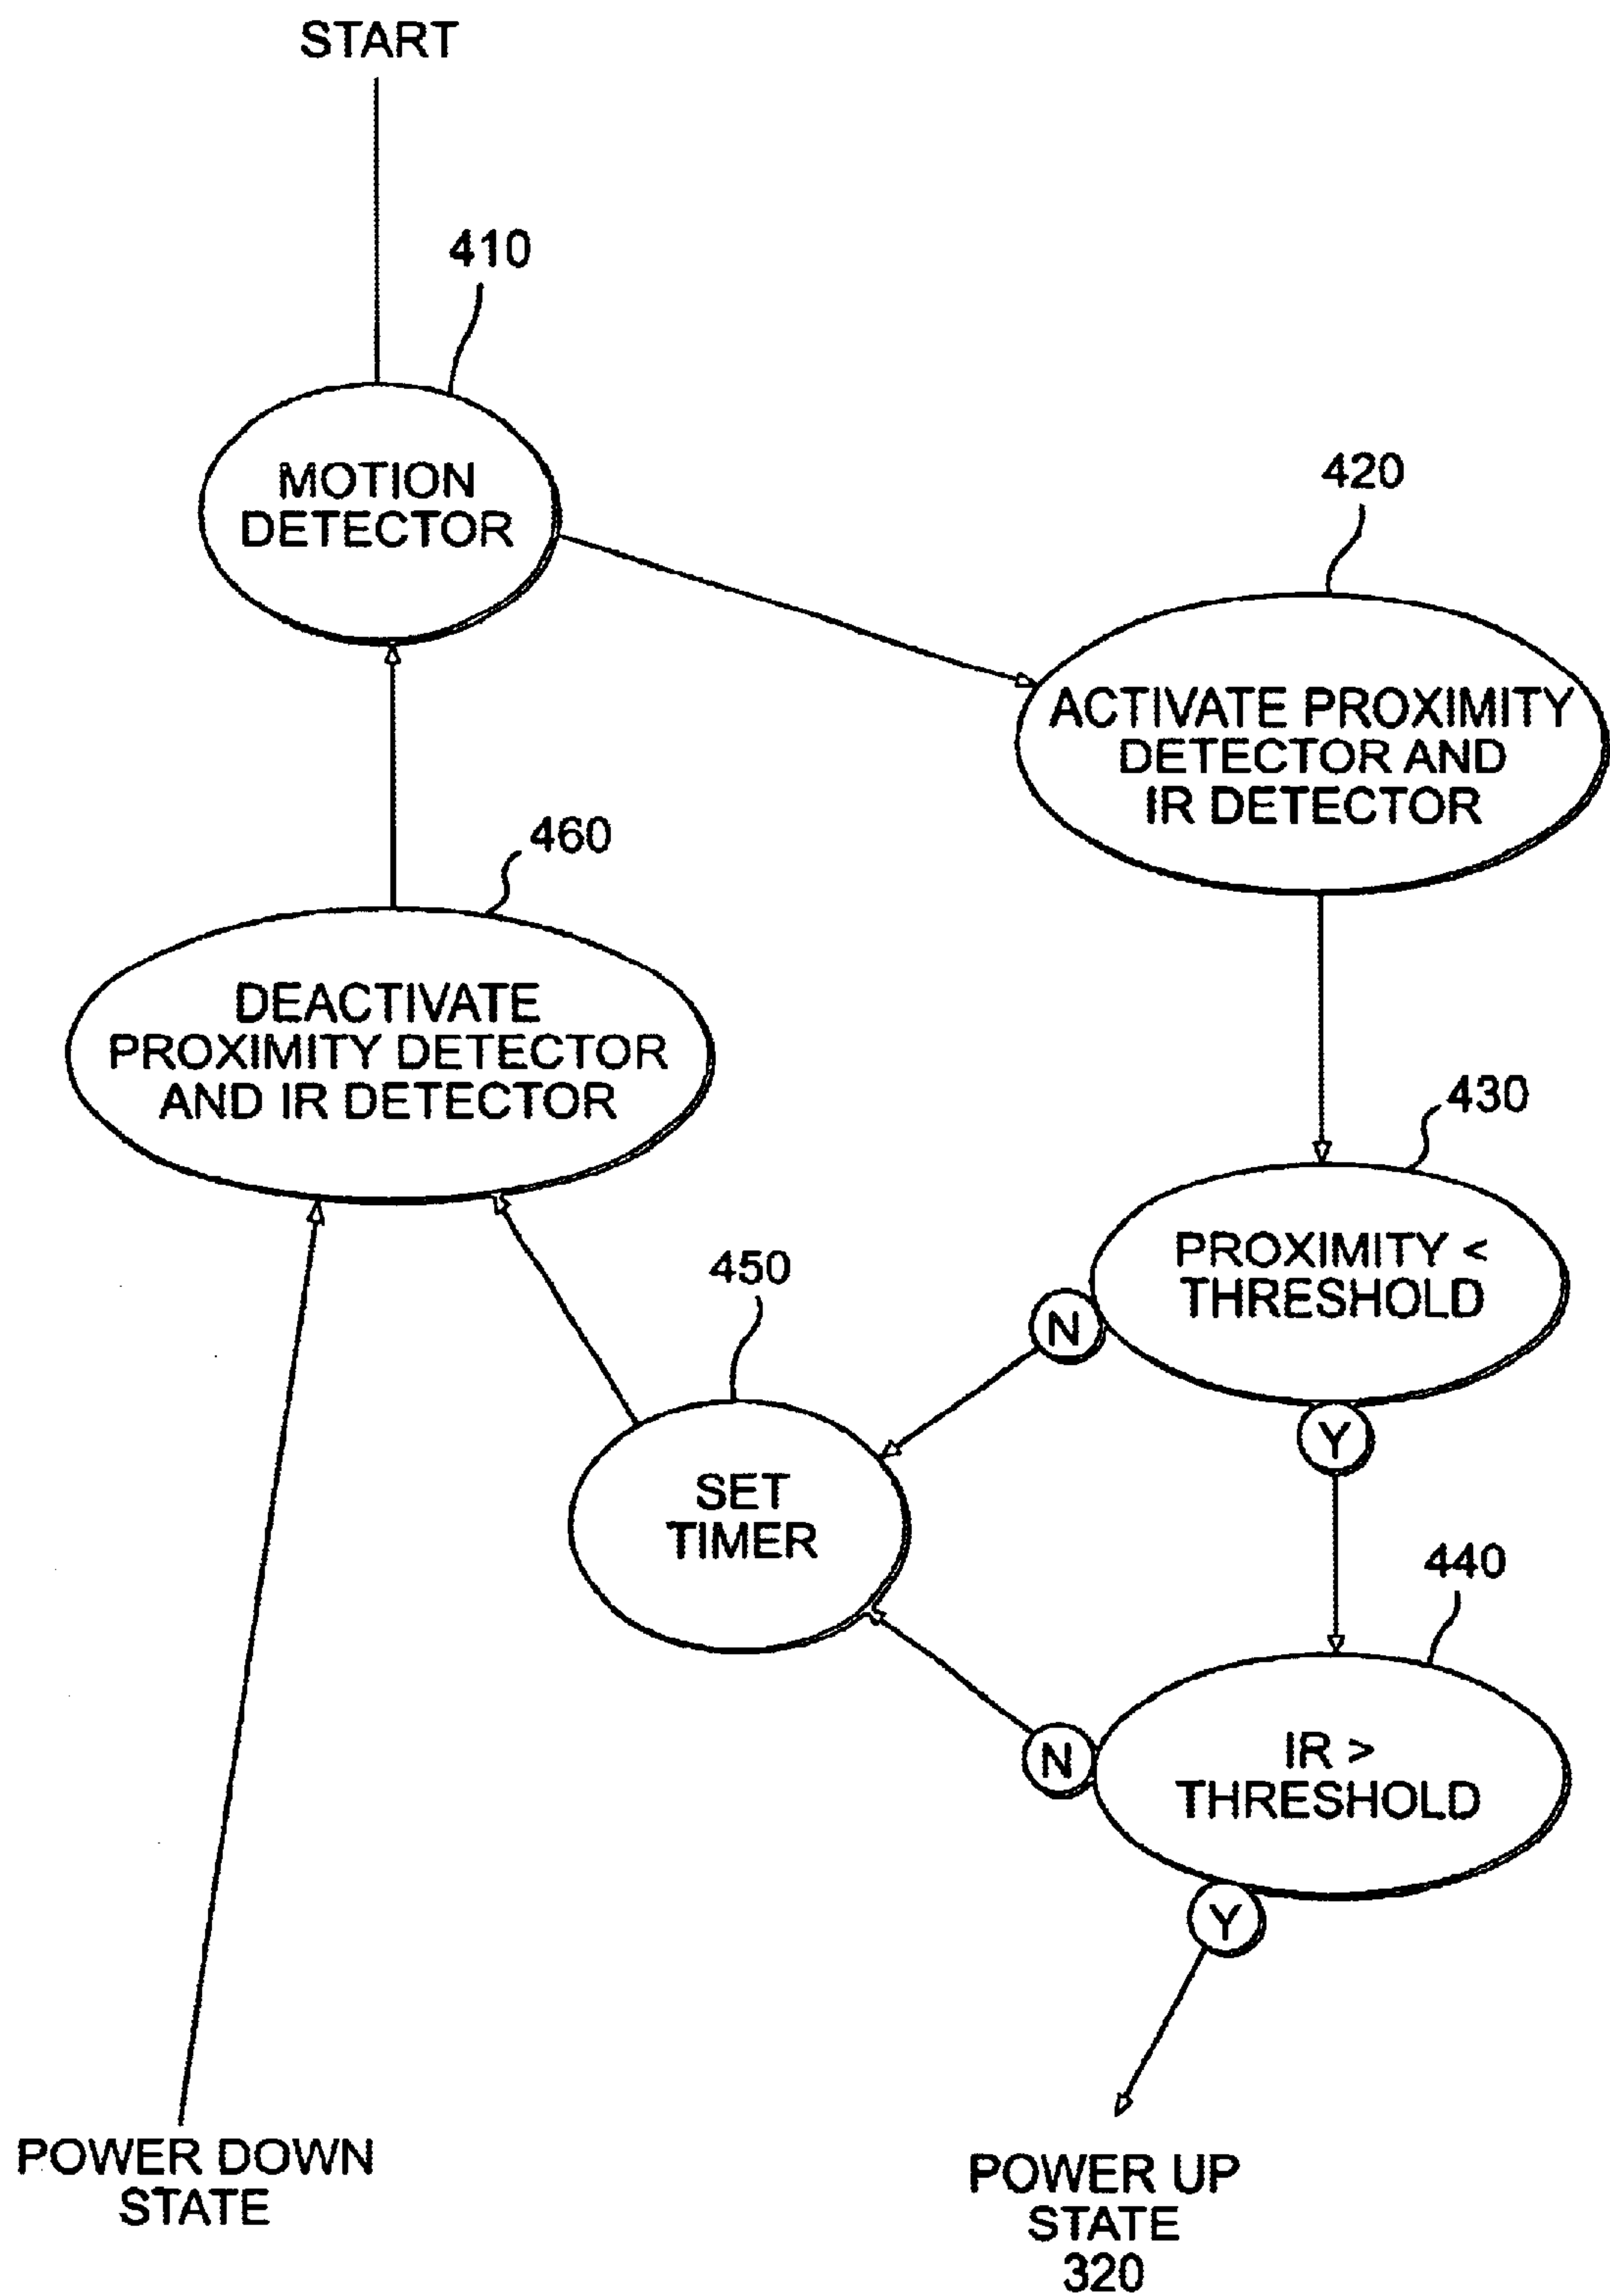 START
410
MOTION
DETECTOR
420
ACTIVATE PROXIMITY
DETECTOR AND
IR DETECTOR
460
DEACTIVATE
PROXIMITY DETECTOR
AND IR DETECTOR
430
PROXIMITY <
THRESHOLD
N
Y
450
SET
TIMER
440
IR >
THRESHOLD
N
Y
POWER DOWN
STATE
POWER UP
STATE
320